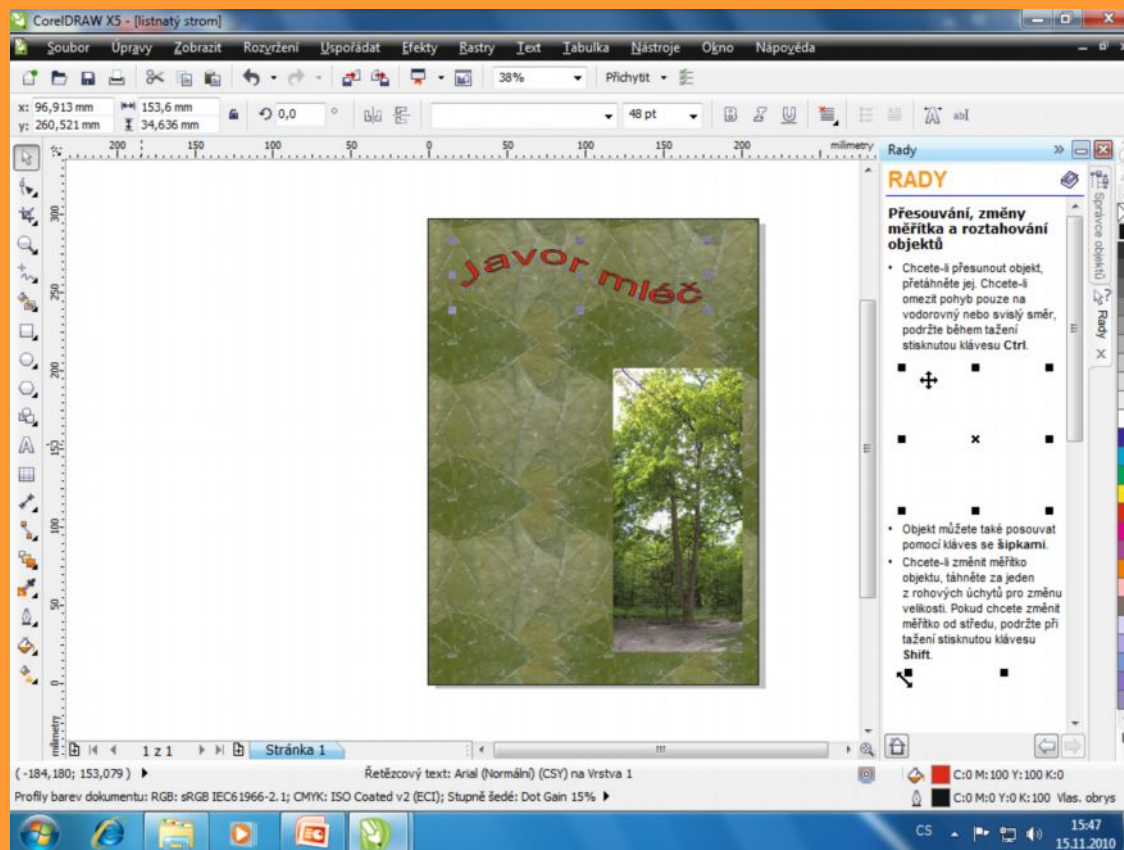 CorelDRAW X5 - [listnatý strom]
Soubor Úpravy Zobrazit Rozvržení Uspořádat Efekty Rastry Text Tabulka Nástroje Okno Nápověda
38% Přichytit
x: 96,913 mm 153,6 mm 0,0 ° 48 pt
y: 260,521 mm 34,636 mm
200 150 100 50 0 50 100 150 200 milimetry
300
250
200
150
100
50
0
milimetry
Javor mléč
Rady
RADY
Přesouvání, změny
měřítka a roztahování
objektů
• Chcete-li přesunout objekt,
přetáhněte jej. Chcete-li
omezit pohyb pouze na
vodorovný nebo svislý směr,
podržte během tažení
stisknutou klávesu Ctrl.
• Objekt můžete také posouvat
pomocí kláves se šipkami.
• Chcete-li změnit měřítko
objektu, táhněte za jeden
z rohových úchytů pro změnu
velikosti. Pokud chcete změnit
měřítko od středu, podržte při
tažení stisknutou klávesu
Shift.
Správce objektů
Rady
1 z 1 Stránka 1
( -184,180; 153,079 ) Řetězcový text: Arial (Normální) (CSY) na Vrstva 1 C:0 M:100 Y:100 K:0
Profily barev dokumentu: RGB: sRGB IEC61966-2.1; CMYK: ISO Coated v2 (ECI); Stupně šedé: Dot Gain 15% C:0 M:0 Y:0 K:100 Vlas. obrys
CS 15:47
15.11.2010